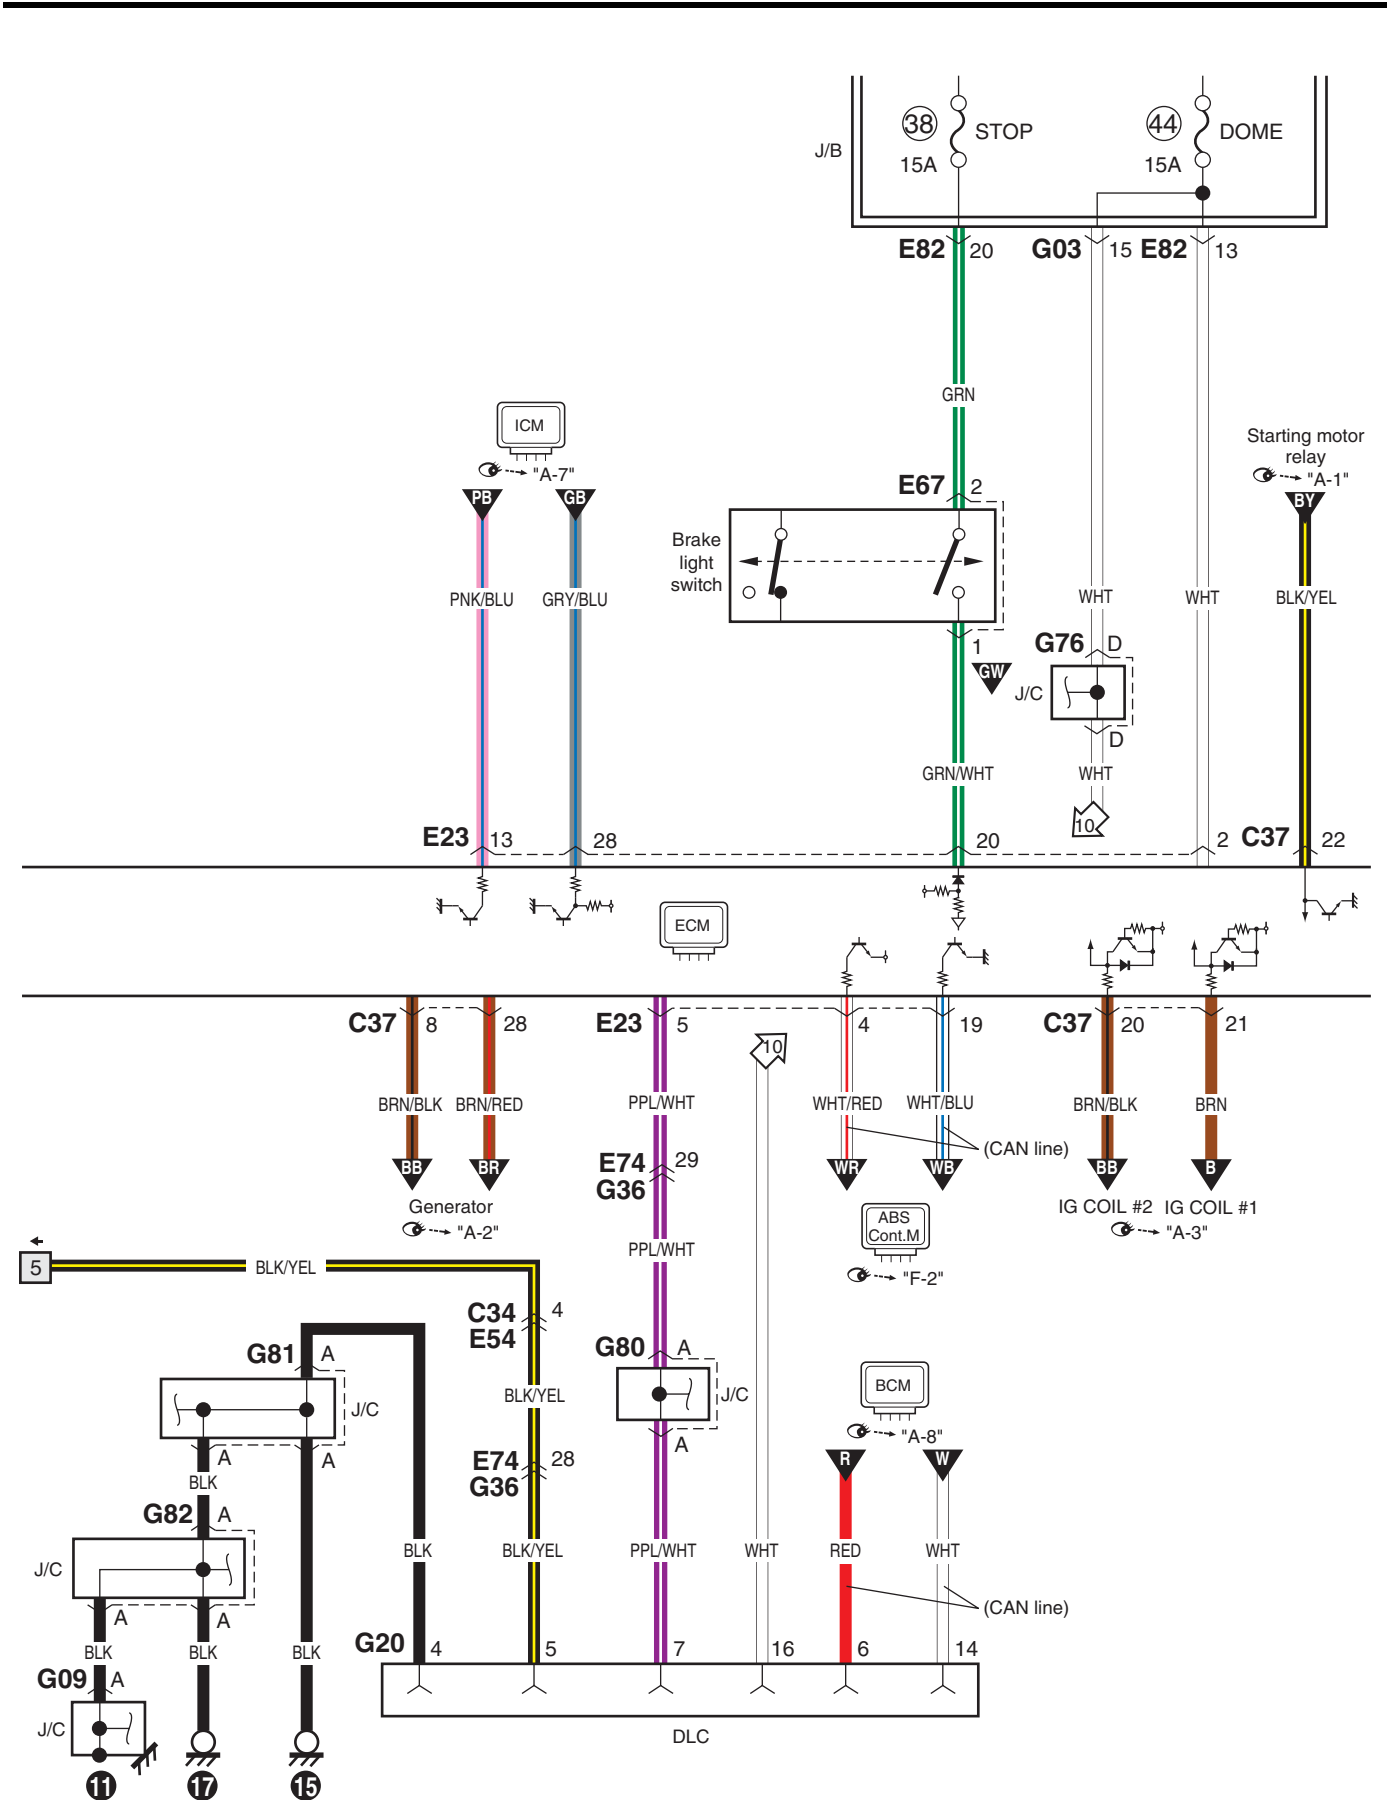 38 STOP 44 DOME
J/B 15A 15A
E82 20 G03 15 E82 13
GRN
ICM
"A-7"
Starting motor
relay
"A-1"
PB GB E67 2 BY
Brake
light
switch
PNK/BLU GRY/BLU WHT WHT BLK/YEL
1 G76 D
GW J/C
D
GRN/WHT WHT
10
E23 13 28 20 2 C37 22
ECM
C37 8 28 E23 5 4 19 C37 20 21
10
BRN/BLK BRN/RED PPL/WHT WHT/RED WHT/BLU BRN/BLK BRN
(CAN line)
BB BR E74 29 WR WB BB B
G36
Generator IG COIL #2 IG COIL #1
"A-2" ABS
Cont.M "A-3"
PPL/WHT
5 BLK/YEL "F-2"
C34 4
E54
G81 A G80 A
BCM
J/C BLK/YEL J/C
"A-8"
A A A
E74 28 R W
G36
BLK
G82 A
BLK BLK/YEL PPL/WHT WHT RED WHT
J/C
A A (CAN line)
BLK BLK BLK G20 4 5 7 16 6 14
G09 A
J/C DLC
11 17 15